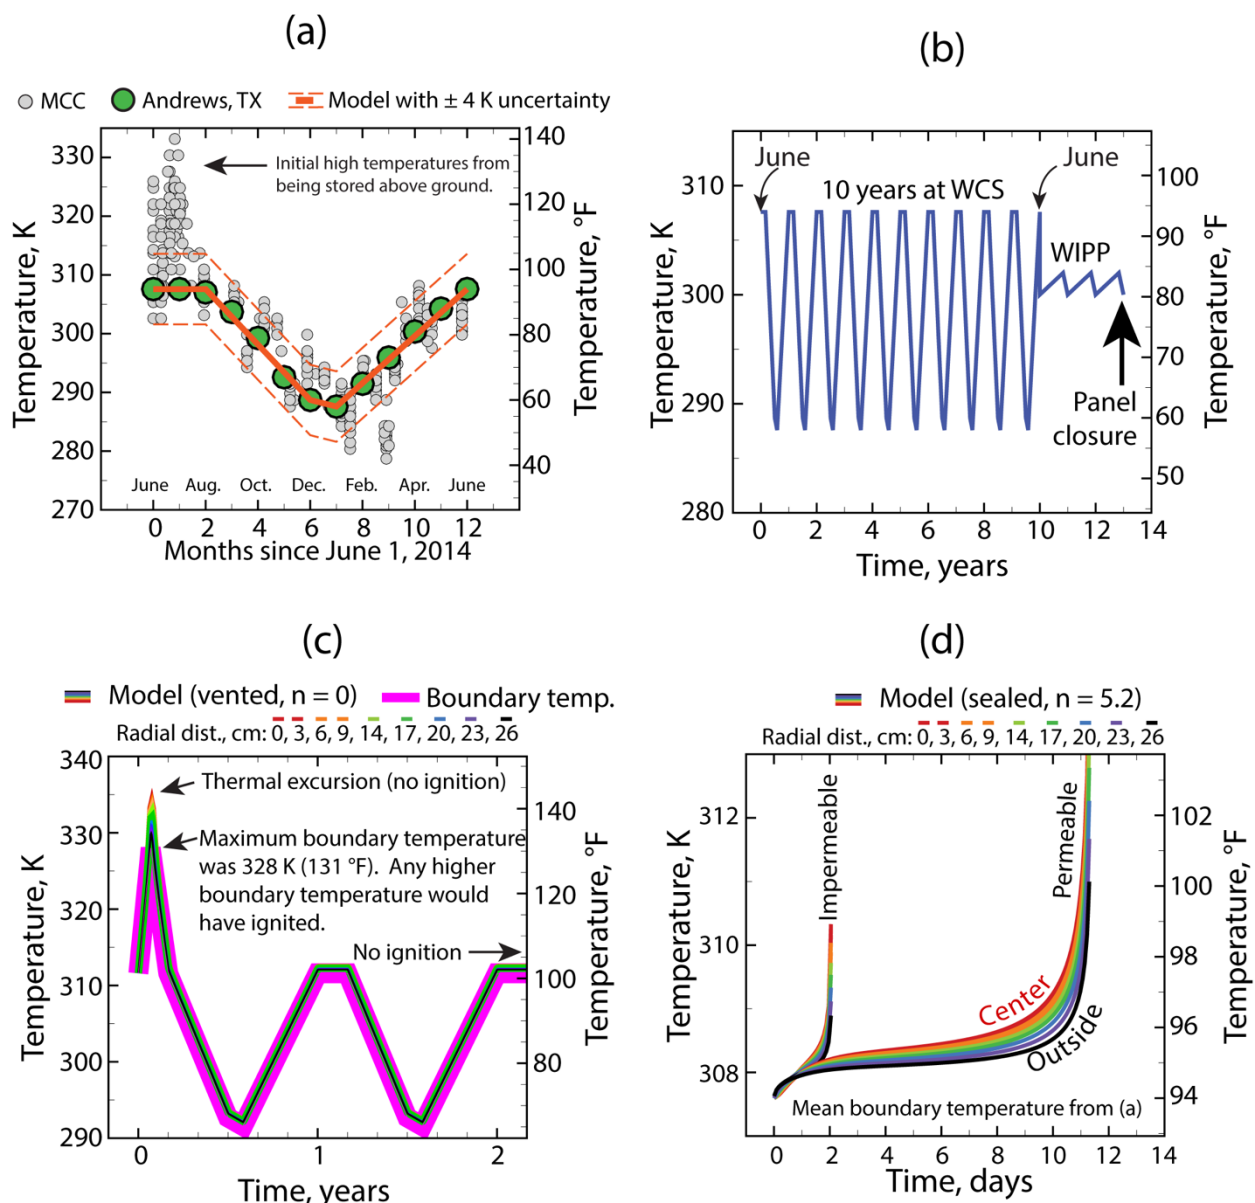 (a)
MCC Andrews, TX Model with ± 4 K uncertainty
Initial high temperatures from
being stored above ground.
Temperature, K
330
320
310
300
290
280
270
Temperature, °F
140
120
100
80
60
40
June Aug. Oct. Dec. Feb. Apr. June
0 2 4 6 8 10 12
Months since June 1, 2014
(b)
June June
10 years at WCS
WIPP
Panel
closure
Temperature, K
310
300
290
280
Temperature, °F
100
90
80
70
60
50
0 2 4 6 8 10 12 14
Time, years
(c)
Model (vented, n = 0) Boundary temp.
Radial dist., cm: 0, 3, 6, 9, 14, 17, 20, 23, 26
Thermal excursion (no ignition)
Maximum boundary temperature
was 328 K (131 °F). Any higher
boundary temperature would
have ignited.
No ignition
Temperature, K
340
330
320
310
300
290
Temperature, °F
140
120
100
80
0 1 2
Time, years
(d)
Model (sealed, n = 5.2)
Radial dist., cm: 0, 3, 6, 9, 14, 17, 20, 23, 26
Impermeable
Permeable
Center
Outside
Mean boundary temperature from (a)
Temperature, K
312
310
308
Temperature, °F
102
100
98
96
94
0 2 4 6 8 10 12 14
Time, days